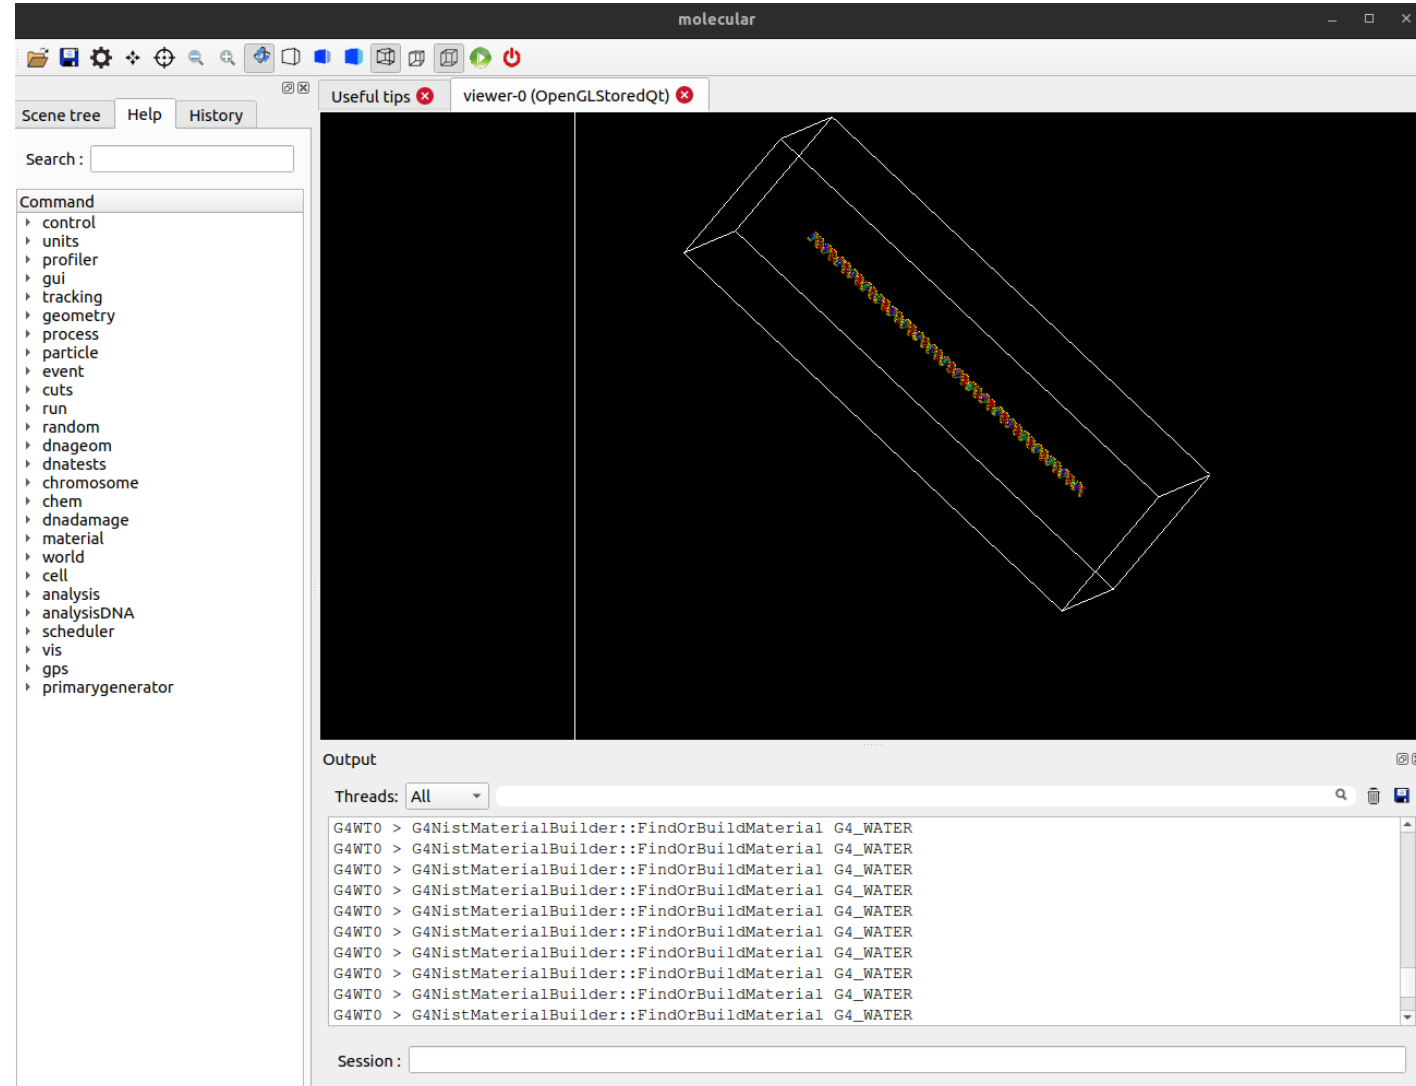 molecular
Useful tips
viewer-0 (OpenGLStoredQt)
Scene tree
Help
History
Search :
Command
control
units
profiler
gui
tracking
geometry
process
particle
event
cuts
run
random
dnageom
dnatests
chromosome
chem
dnadamage
material
world
cell
analysis
analysisDNA
scheduler
vis
gps
primarygenerator
Output
Threads: All
G4WT0 > G4NistMaterialBuilder::FindOrBuildMaterial G4_WATER
G4WT0 > G4NistMaterialBuilder::FindOrBuildMaterial G4_WATER
G4WT0 > G4NistMaterialBuilder::FindOrBuildMaterial G4_WATER
G4WT0 > G4NistMaterialBuilder::FindOrBuildMaterial G4_WATER
G4WT0 > G4NistMaterialBuilder::FindOrBuildMaterial G4_WATER
G4WT0 > G4NistMaterialBuilder::FindOrBuildMaterial G4_WATER
G4WT0 > G4NistMaterialBuilder::FindOrBuildMaterial G4_WATER
G4WT0 > G4NistMaterialBuilder::FindOrBuildMaterial G4_WATER
G4WT0 > G4NistMaterialBuilder::FindOrBuildMaterial G4_WATER
G4WT0 > G4NistMaterialBuilder::FindOrBuildMaterial G4_WATER
Session :